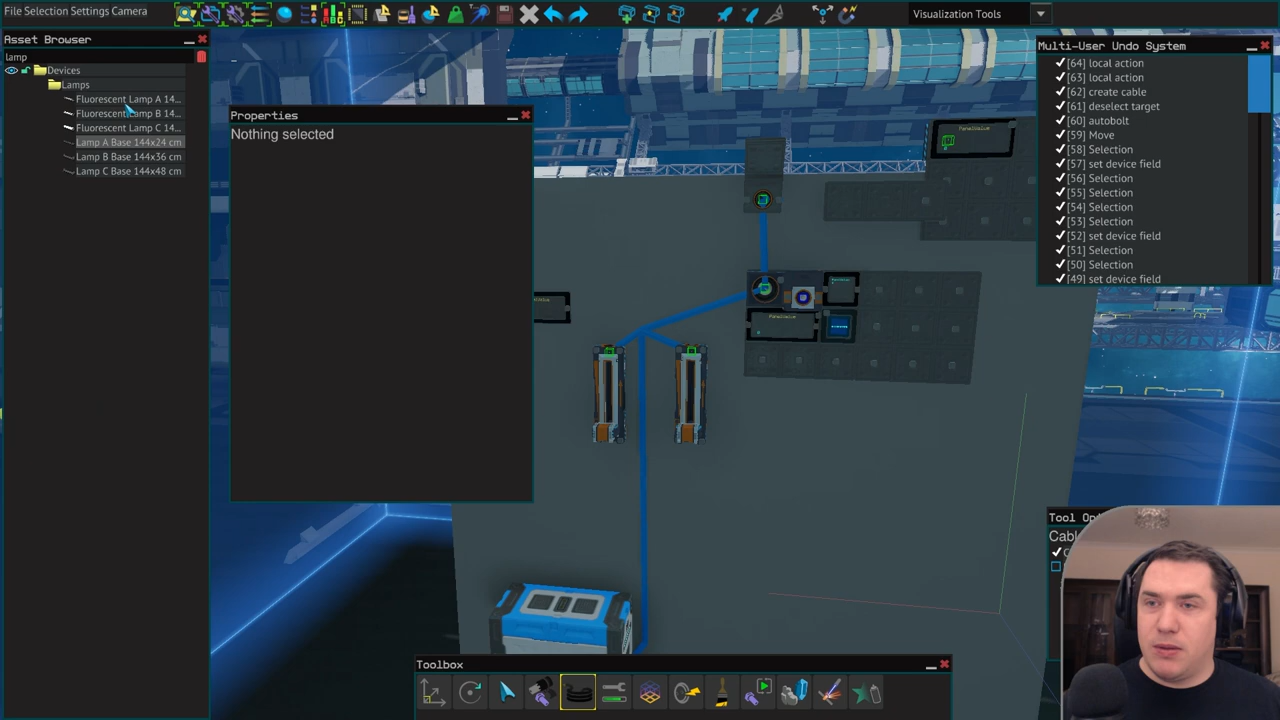 File Selection Settings Camera
Visualization Tools
Asset Browser
lamp
Devices
Lamps
Fluorescent Lamp A 14...
Fluorescent Lamp B 14...
Fluorescent Lamp C 14...
Lamp A Base 144x24 cm
Lamp B Base 144x36 cm
Lamp C Base 144x48 cm
Properties
Nothing selected
PanelValue
PanelValue
Multi-User Undo System
[64] local action
[63] local action
[62] create cable
[61] deselect target
[60] autobolt
[59] Move
[58] Selection
[57] set device field
[56] Selection
[55] Selection
[54] Selection
[53] Selection
[52] set device field
[51] Selection
[50] Selection
[49] set device field
Tool Op
Cabl
Toolbox